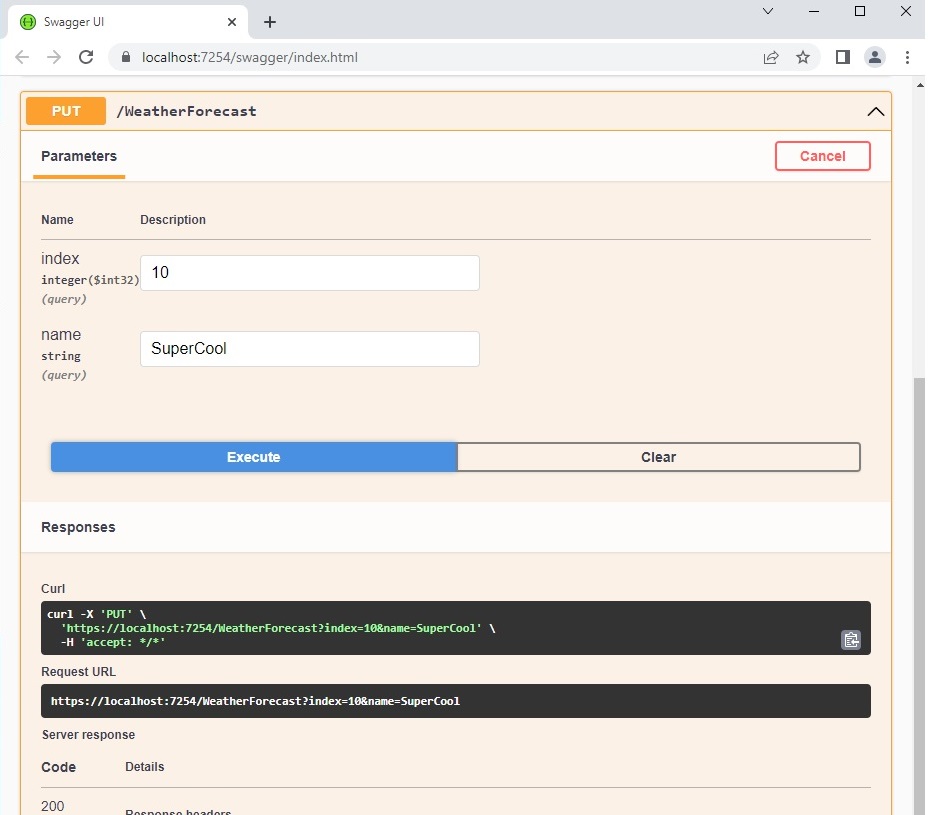 Swagger UI
localhost:7254/swagger/index.html
PUT /WeatherForecast
Parameters
Cancel
Name Description
index
integer($int32)
(query)
10
name
string
(query)
SuperCool
Execute Clear
Responses
Curl
curl -X 'PUT' \
'https://localhost:7254/WeatherForecast?index=10&name=SuperCool' \
-H 'accept: */*'
Request URL
https://localhost:7254/WeatherForecast?index=10&name=SuperCool
Server response
Code Details
200
Response headers